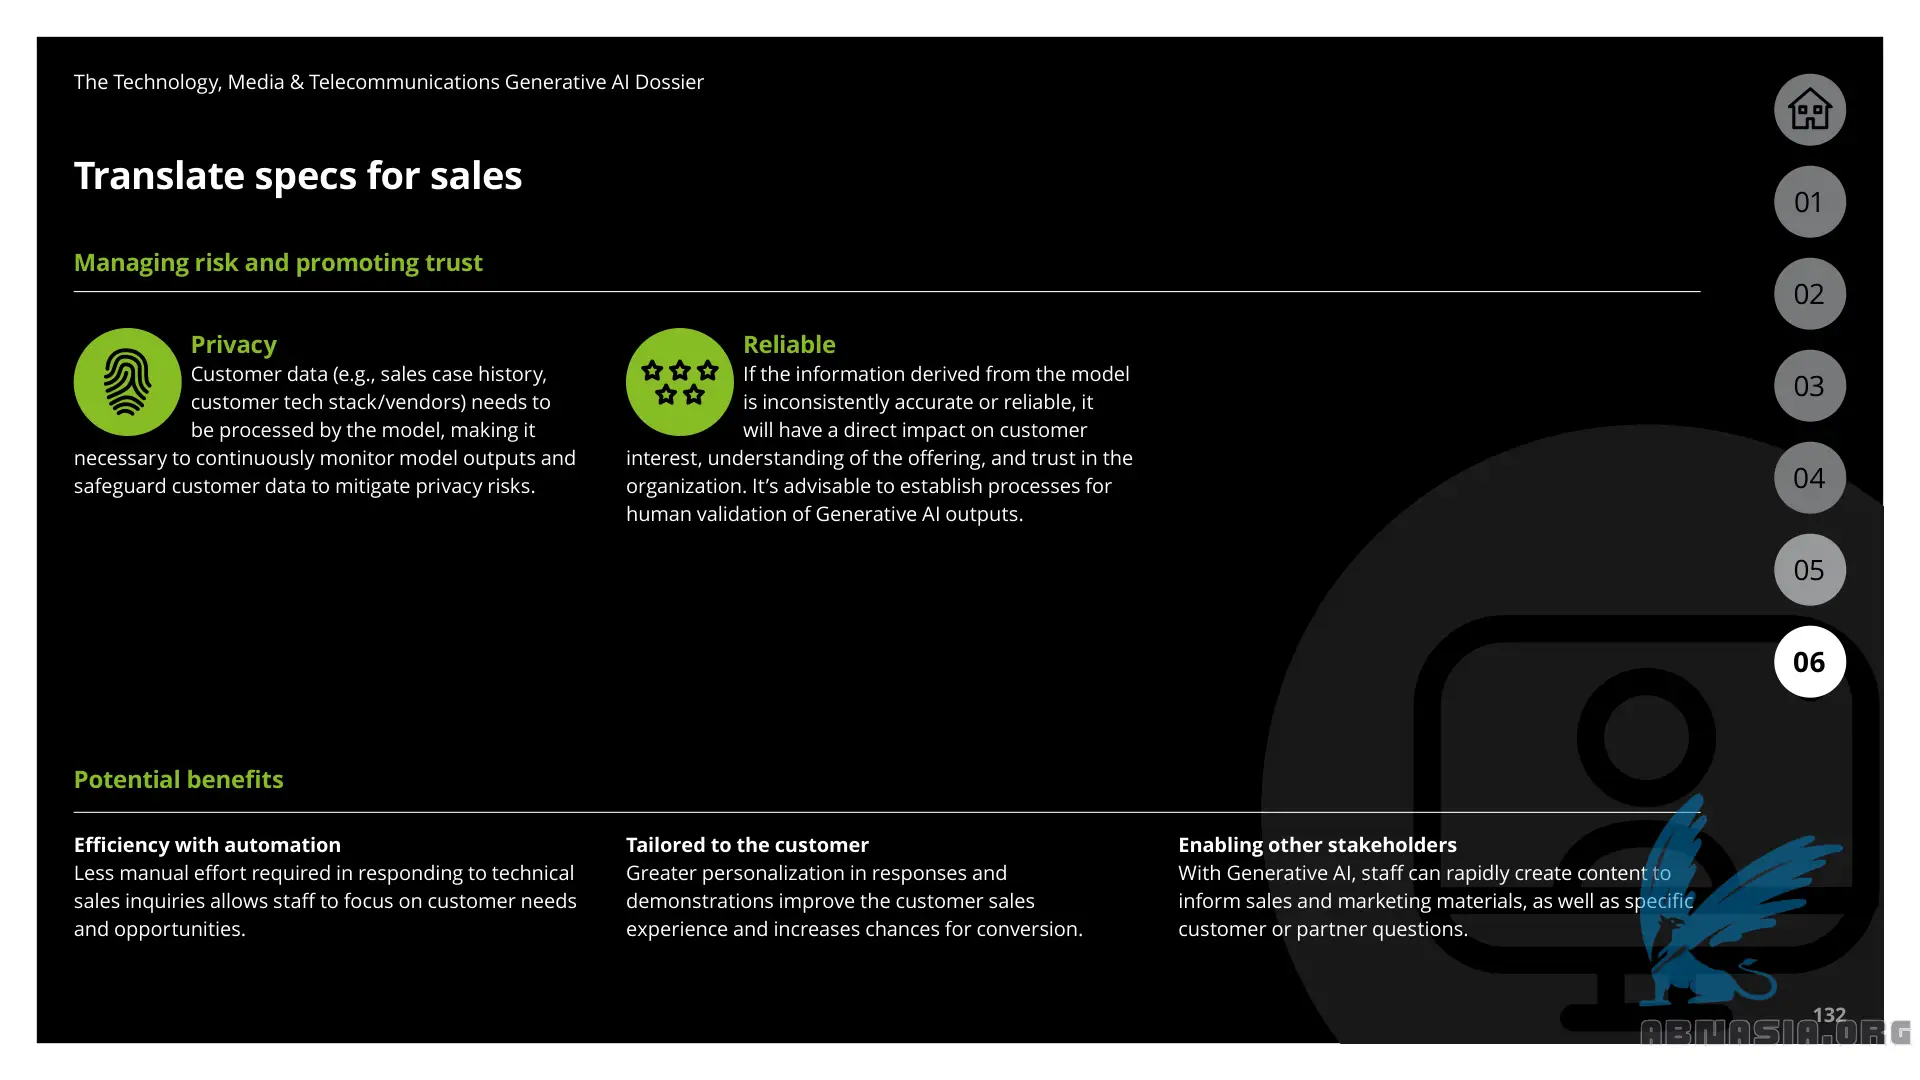 The Technology, Media & Telecommunications Generative AI Dossier
Translate specs for sales
Managing risk and promoting trust
Privacy
Customer data (e.g., sales case history,
customer tech stack/vendors) needs to
be processed by the model, making it
necessary to continuously monitor model outputs and
safeguard customer data to mitigate privacy risks.
Reliable
If the information derived from the model
is inconsistently accurate or reliable, it
will have a direct impact on customer
interest, understanding of the offering, and trust in the
organization. It’s advisable to establish processes for
human validation of Generative AI outputs.
Potential benefits
Efficiency with automation
Less manual effort required in responding to technical
sales inquiries allows staff to focus on customer needs
and opportunities.
Tailored to the customer
Greater personalization in responses and
demonstrations improve the customer sales
experience and increases chances for conversion.
Enabling other stakeholders
With Generative AI, staff can rapidly create content to
inform sales and marketing materials, as well as specific
customer or partner questions.
01
02
03
04
05
06
132
ABMASIA.ORG